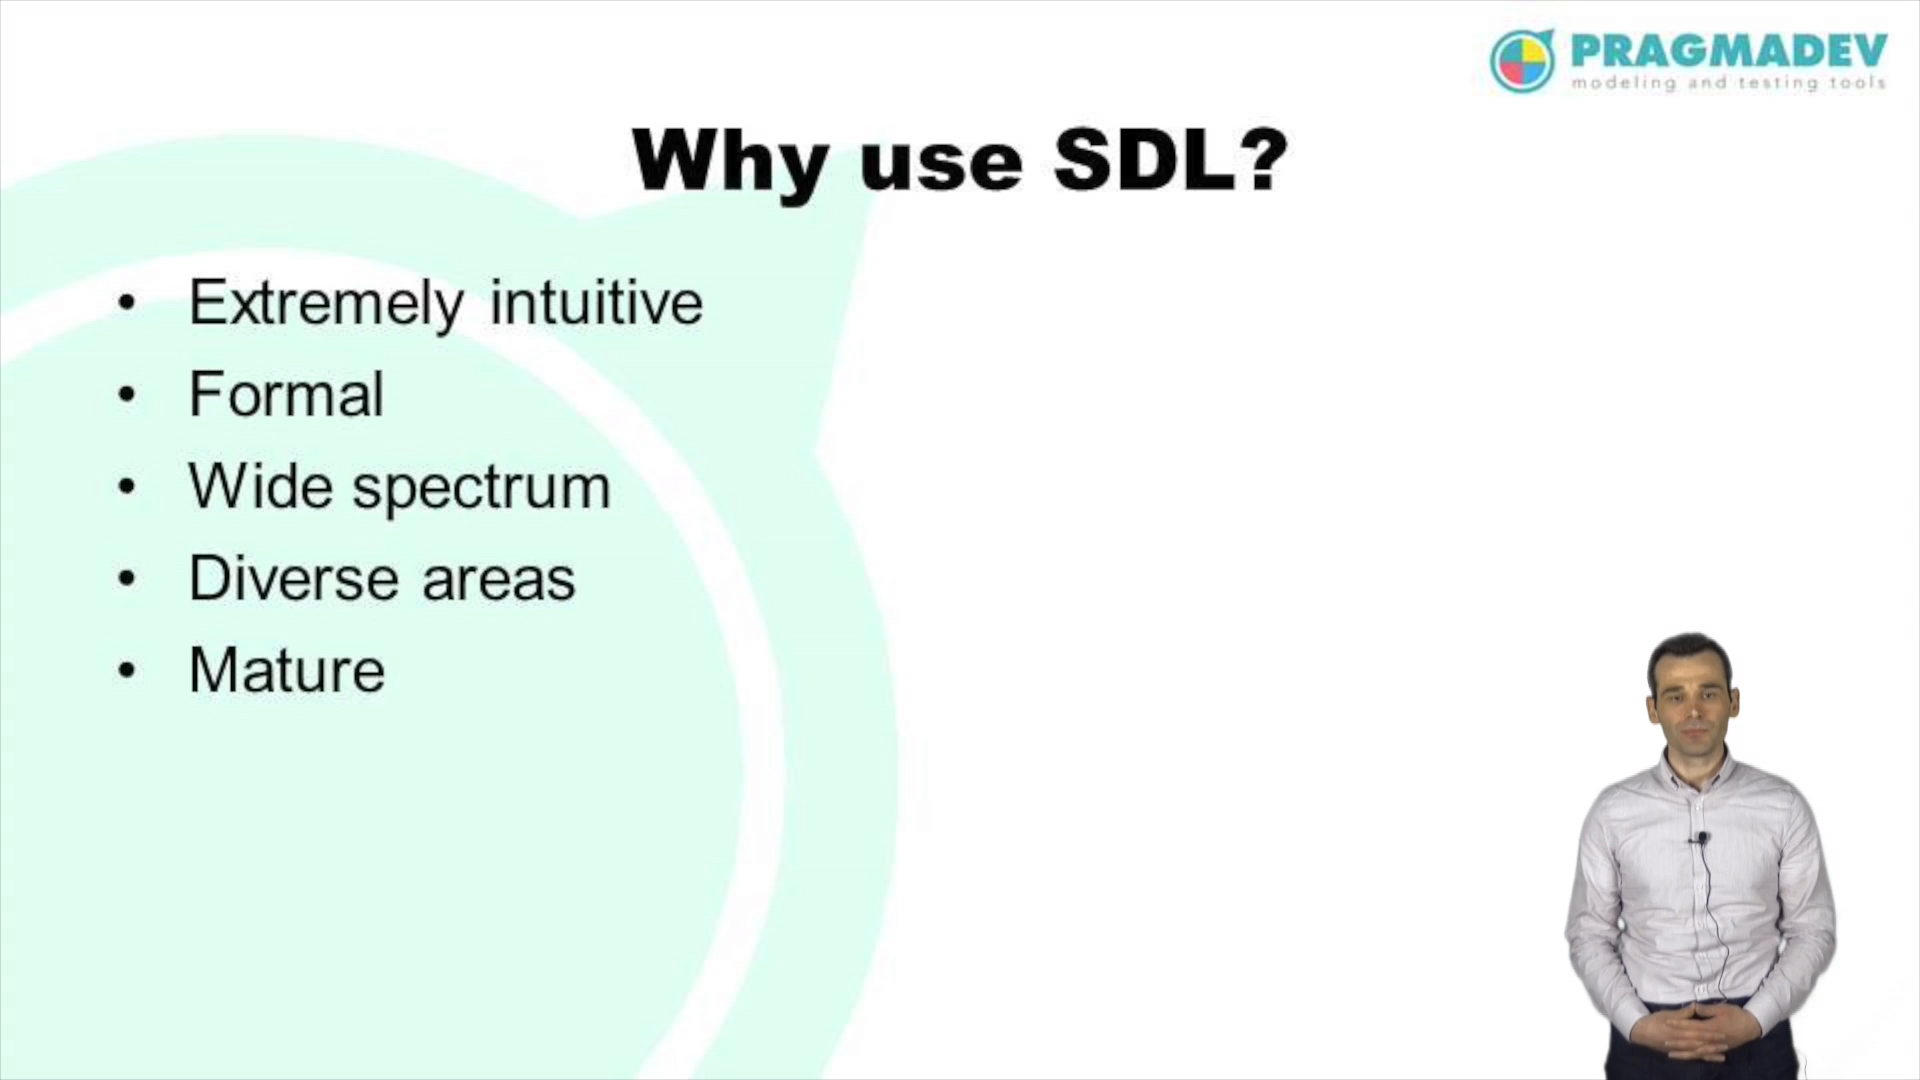 PRAGMADEV
modeling and testing tools
Why use SDL?
• Extremely intuitive
• Formal
• Wide spectrum
• Diverse areas
• Mature